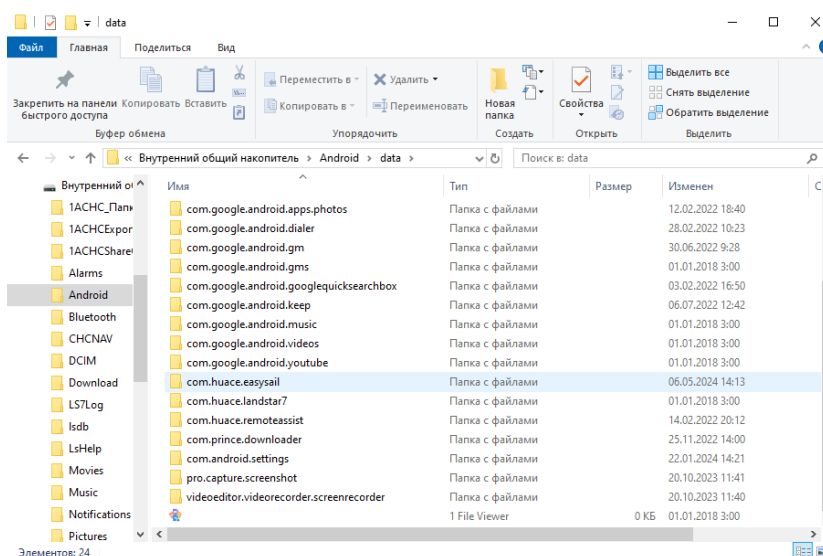 data
Файл Главная Поделиться Вид
Закрепить на панели быстрого доступа
Копировать
Вставить
Буфер обмена
Переместить в
Копировать в
Удалить
Переименовать
Упорядочить
Новая папка
Создать
Свойства
Открыть
Выделить все
Снять выделение
Обратить выделение
Выделить
« Внутренний общий накопитель > Android > data >
Поиск в: data
Внутренний
1ACHC_Папк
1ACHCExpor
1ACHCShare
Alarms
Android
Bluetooth
CHCNAV
DCIM
Download
LS7Log
lsdb
LsHelp
Movies
Music
Notifications
Pictures
Имя Тип Размер Изменен С
com.google.android.apps.photos Папка с файлами 12.02.2022 18:40
com.google.android.dialer Папка с файлами 28.02.2022 10:23
com.google.android.gm Папка с файлами 30.06.2022 9:28
com.google.android.gms Папка с файлами 01.01.2018 3:00
com.google.android.googlequicksearchbox Папка с файлами 03.02.2022 16:50
com.google.android.keep Папка с файлами 06.07.2022 12:42
com.google.android.music Папка с файлами 01.01.2018 3:00
com.google.android.videos Папка с файлами 01.01.2018 3:00
com.google.android.youtube Папка с файлами 01.01.2018 3:00
com.huace.easysail Папка с файлами 06.05.2024 14:13
com.huace.landstar7 Папка с файлами 01.01.2018 3:00
com.huace.remoteassist Папка с файлами 14.02.2022 20:12
com.prince.downloader Папка с файлами 25.11.2022 14:00
com.android.settings Папка с файлами 22.01.2024 14:21
pro.capture.screenshot Папка с файлами 20.10.2023 11:41
videoeditor.videorecorder.screenrecorder Папка с файлами 20.10.2023 11:40
1 File Viewer 0 КБ 01.01.2018 3:00
Элементов: 24